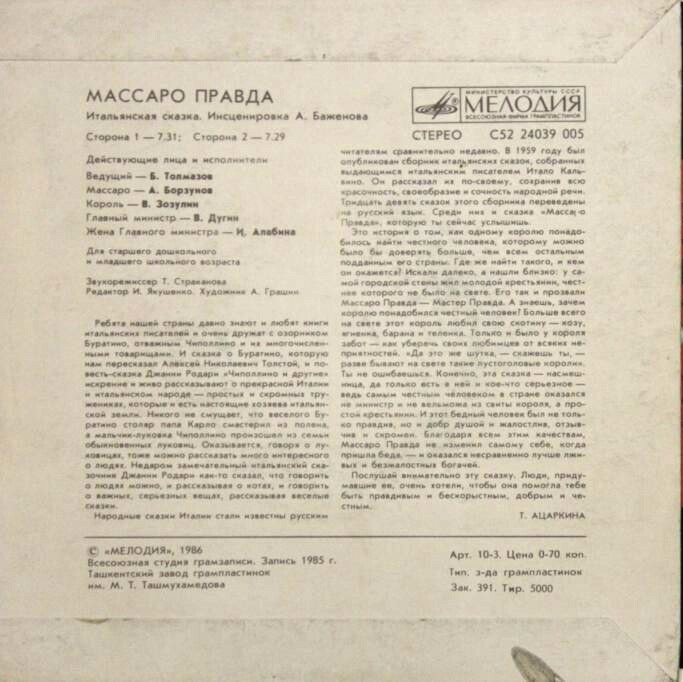 МАССАРО ПРАВДА
Итальянская сказка. Инсценировка А. Баженова
Сторона 1 — 7.31; Сторона 2 — 7.29
Действующие лица и исполнители
Ведущий — Б. Толмазов
Массаро — А. Борзунов
Король — В. Зозулин
Главный министр — В. Дугин
Жена Главного министра — И. Алабина
Для старшего дошкольного
и младшего школьного возраста
Звукорежиссер Т. Страканова
Редактор И. Якушенко. Художник А. Грашин
Ребята нашей страны давно знают и любят книги
итальянских писателей и очень дружат с озорником
Буратино, отважным Чиполлино и их многочислен-
ными товарищами. И сказка о Буратино, которую
нам пересказал Алексей Николаевич Толстой, и по-
весть-сказка Джанни Родари «Чиполлино и другие»
искренне и живо рассказывают о прекрасной Италии
и итальянском народе — простых и скромных тру-
жениках, которые и есть настоящие хозяева итальян-
ской земли. Никого не смущает, что веселого Бу-
ратино столяр папа Карло смастерил из полена,
а мальчик-луковка Чиполлино произошел из семьи
обыкновенных луковиц. Оказывается, говоря о лу-
ковицах, тоже можно рассказать много интересного
о людях. Недаром замечательный итальянский ска-
зочник Джанни Родари как-то сказал, что говорить
о людях можно, и рассказывая о котах, и говорить
о важных, серьезных вещах, рассказывая веселые
сказки.
Народные сказки Италии стали известны русским
МИНИСТЕРСТВО КУЛЬТУРЫ СССР
МЕЛОДИЯ
ВСЕСОЮЗНАЯ ФИРМА ГРАМПЛАСТИНОК
СТЕРЕО С52 24039 005
читателям сравнительно недавно. В 1959 году был
опубликован сборник итальянских сказок, собранных
выдающимся итальянским писателем Итало Каль-
вино. Он рассказал их по-своему, сохранив всю
красочность, своеобразие и сочность народной речи.
Тридцать девять сказок этого сборника переведены
на русский язык. Среди них и сказка «Массаро
Правда», которую ты сейчас услышишь.
Это история о том, как одному королю понадо-
билось найти честного человека, которому можно
было бы доверять больше, чем всем остальным
подданным его страны. Где же найти такого, и кем
он окажется? Искали далеко, а нашли близко: у са-
мой городской стены жил молодой крестьянин, чест-
нее которого не было на свете. Его так и прозвали
Массаро Правда — Мастер Правда. А знаешь, зачем
королю понадобился честный человек? Больше всего
на свете этот король любил свою скотину — козу,
ягненка, барана и теленка. Только и было у короля
забот — как уберечь своих любимцев от всяких не-
приятностей. «Да это же шутка, — скажешь ты, —
разве бывают на свете такие пустоголовые короли».
Ты не ошибаешься. Конечно, эта сказка — насмеш-
ница, да только есть в ней и кое-что серьезное —
ведь самым честным человеком в стране оказался
не министр и не вельможа из свиты короля, а про-
стой крестьянин. И этот бедный человек был не толь-
ко правдив, но и добр душой и жалостлив, отзыв-
чив и скромен. Благодаря всем этим качествам,
Массаро Правда не изменил самому себе, когда
пришла беда, — и оказался несравненно лучше лжи-
вых и безжалостных богачей.
Послушай внимательно эту сказку. Люди, приду-
мавшие ее, очень хотели, чтобы она помогла тебе
быть правдивым и бескорыстным, добрым и че-
стным.
Т. АЦАРКИНА
© «МЕЛОДИЯ», 1986
Всесоюзная студия грамзаписи. Запись 1985 г.
Ташкентский завод грампластинок
им. М. Т. Ташмухамедова
Арт. 10-3. Цена 0-70 коп.
Тип. з-да грампластинок
Зак. 391. Тир. 5000